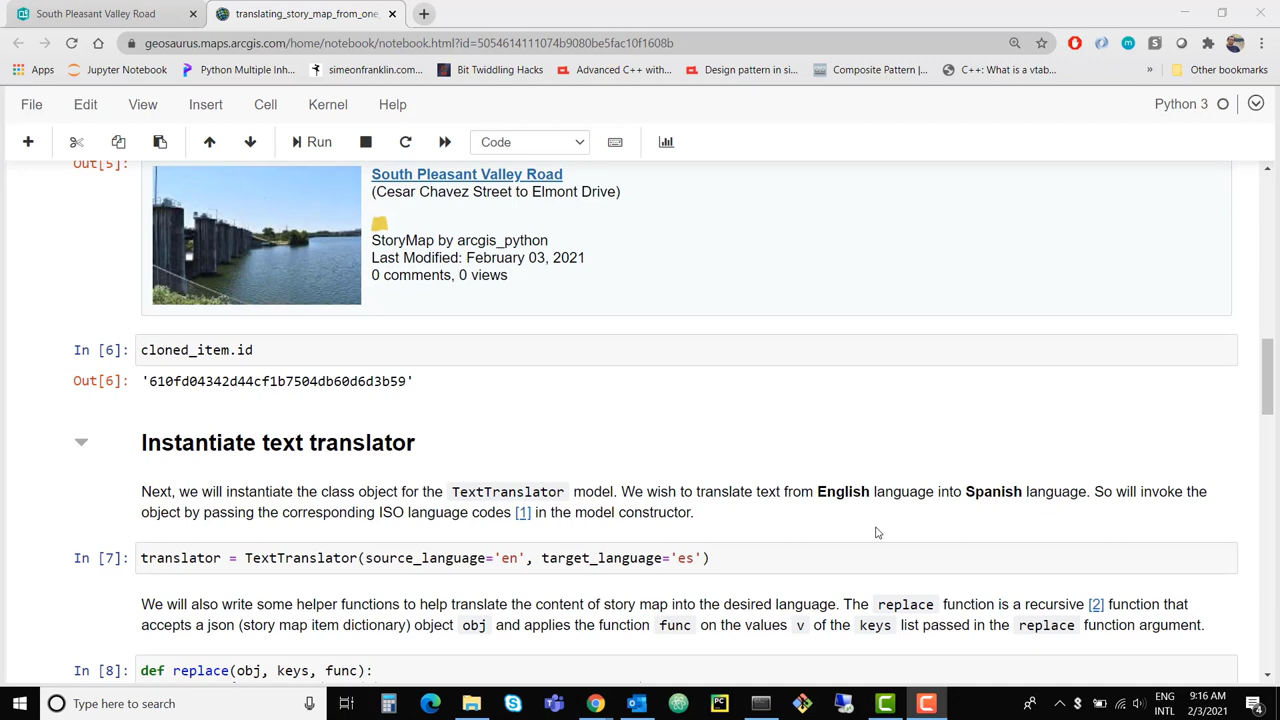 South Pleasant Valley Road
translating_story_map_from_one_
geosaurus.maps.arcgis.com/home/notebook/notebook.html?id=5054614111074b9080be5fac10f1608b
Apps
Jupyter Notebook
Python Multiple Inh...
simeonfranklin.com...
Bit Twiddling Hacks
Advanced C++ with...
Design pattern in si...
Composite Pattern |...
C++: What is a vtab...
»
Other bookmarks
File
Edit
View
Insert
Cell
Kernel
Help
Python 3
Run
Code
Out[5]:
South Pleasant Valley Road
(Cesar Chavez Street to Elmont Drive)
StoryMap by arcgis_python
Last Modified: February 03, 2021
0 comments, 0 views
In [6]: cloned_item.id
Out[6]: '610fd04342d44cf1b7504db60d6d3b59'
Instantiate text translator
Next, we will instantiate the class object for the TextTranslator model. We wish to translate text from English language into Spanish language. So will invoke the
object by passing the corresponding ISO language codes [1] in the model constructor.
In [7]: translator = TextTranslator(source_language='en', target_language='es')
We will also write some helper functions to help translate the content of story map into the desired language. The replace function is a recursive [2] function that
accepts a json (story map item dictionary) object obj and applies the function func on the values v of the keys list passed in the replace function argument.
In [8]: def replace(obj, keys, func):
Type here to search
ENG
INTL
9:16 AM
2/3/2021
4